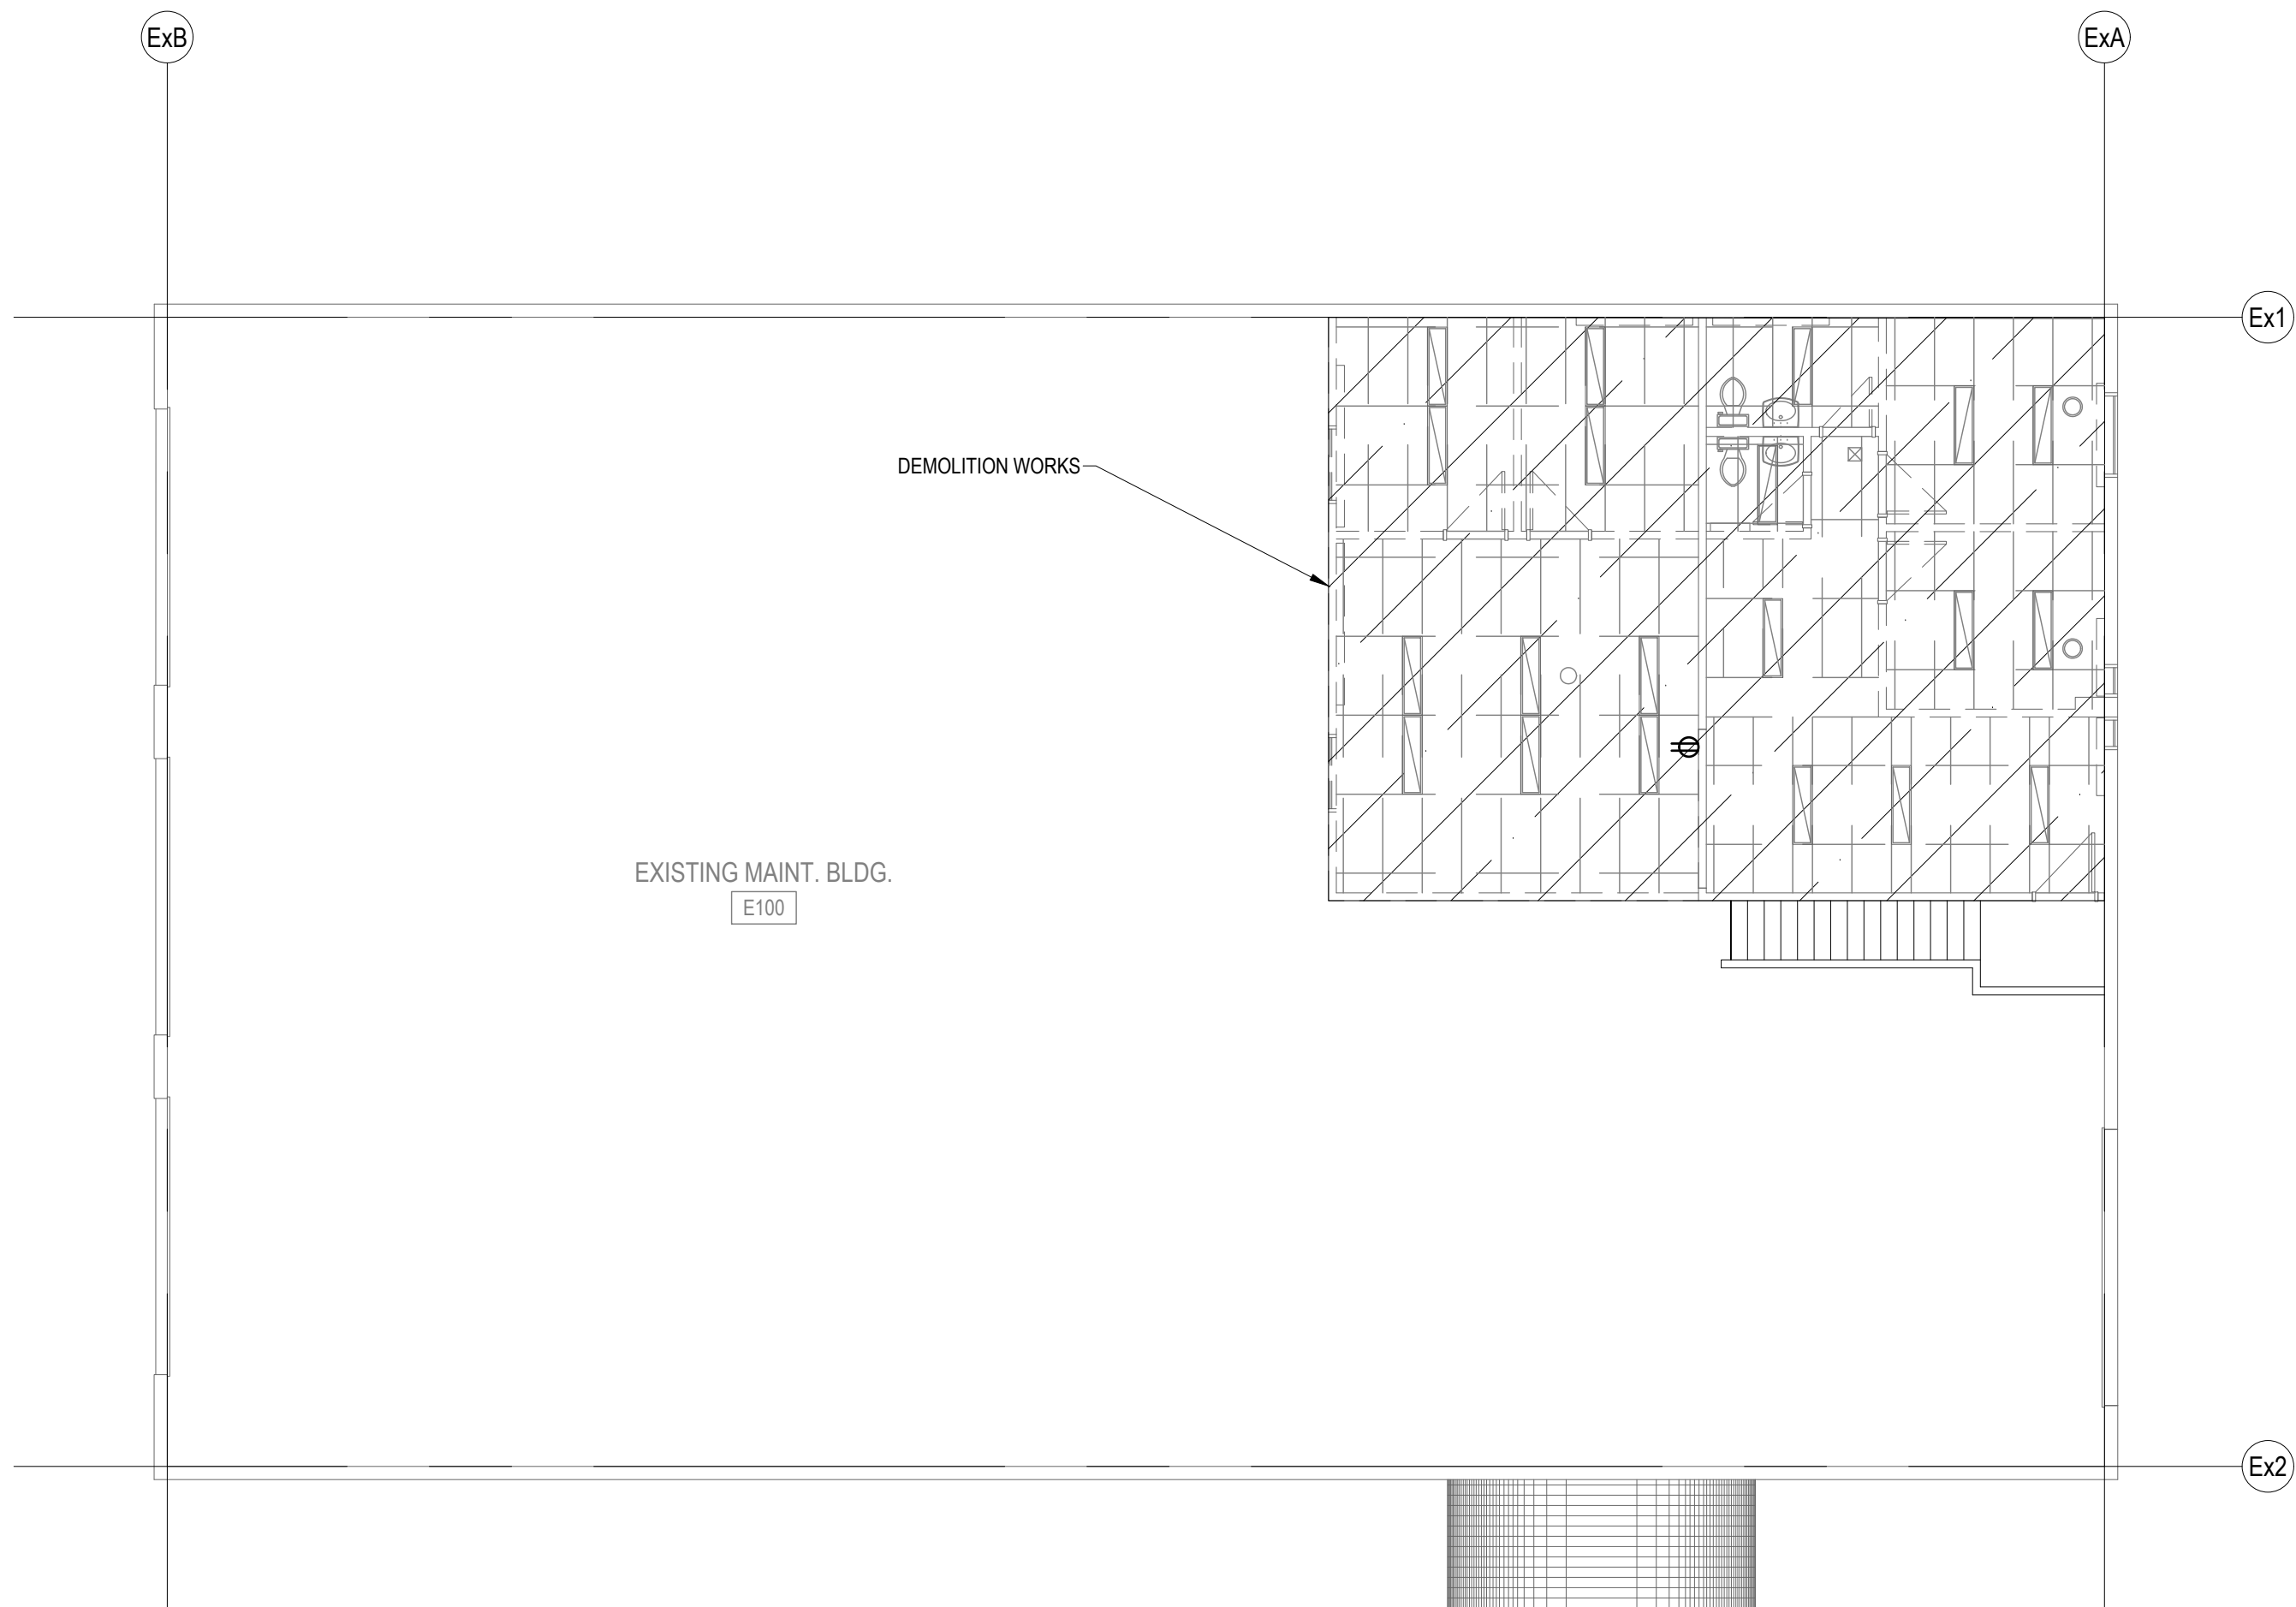 ExB
ExA
Ex1
DEMOLITION WORKS
EXISTING MAINT. BLDG.
E100
Ex2